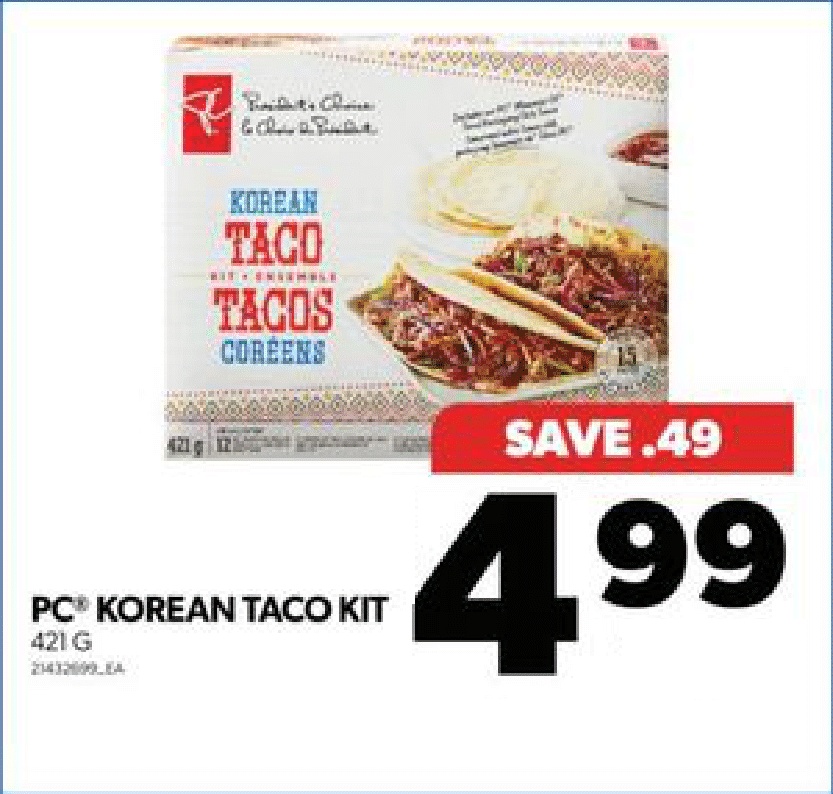 President's Choice
le Choix du Président
KOREAN
TACO
KIT • ENSEMBLE
TACOS
CORÉENS
15
421 g 12
SAVE .49
4 99
PC® KOREAN TACO KIT
421 G
21432699_EA